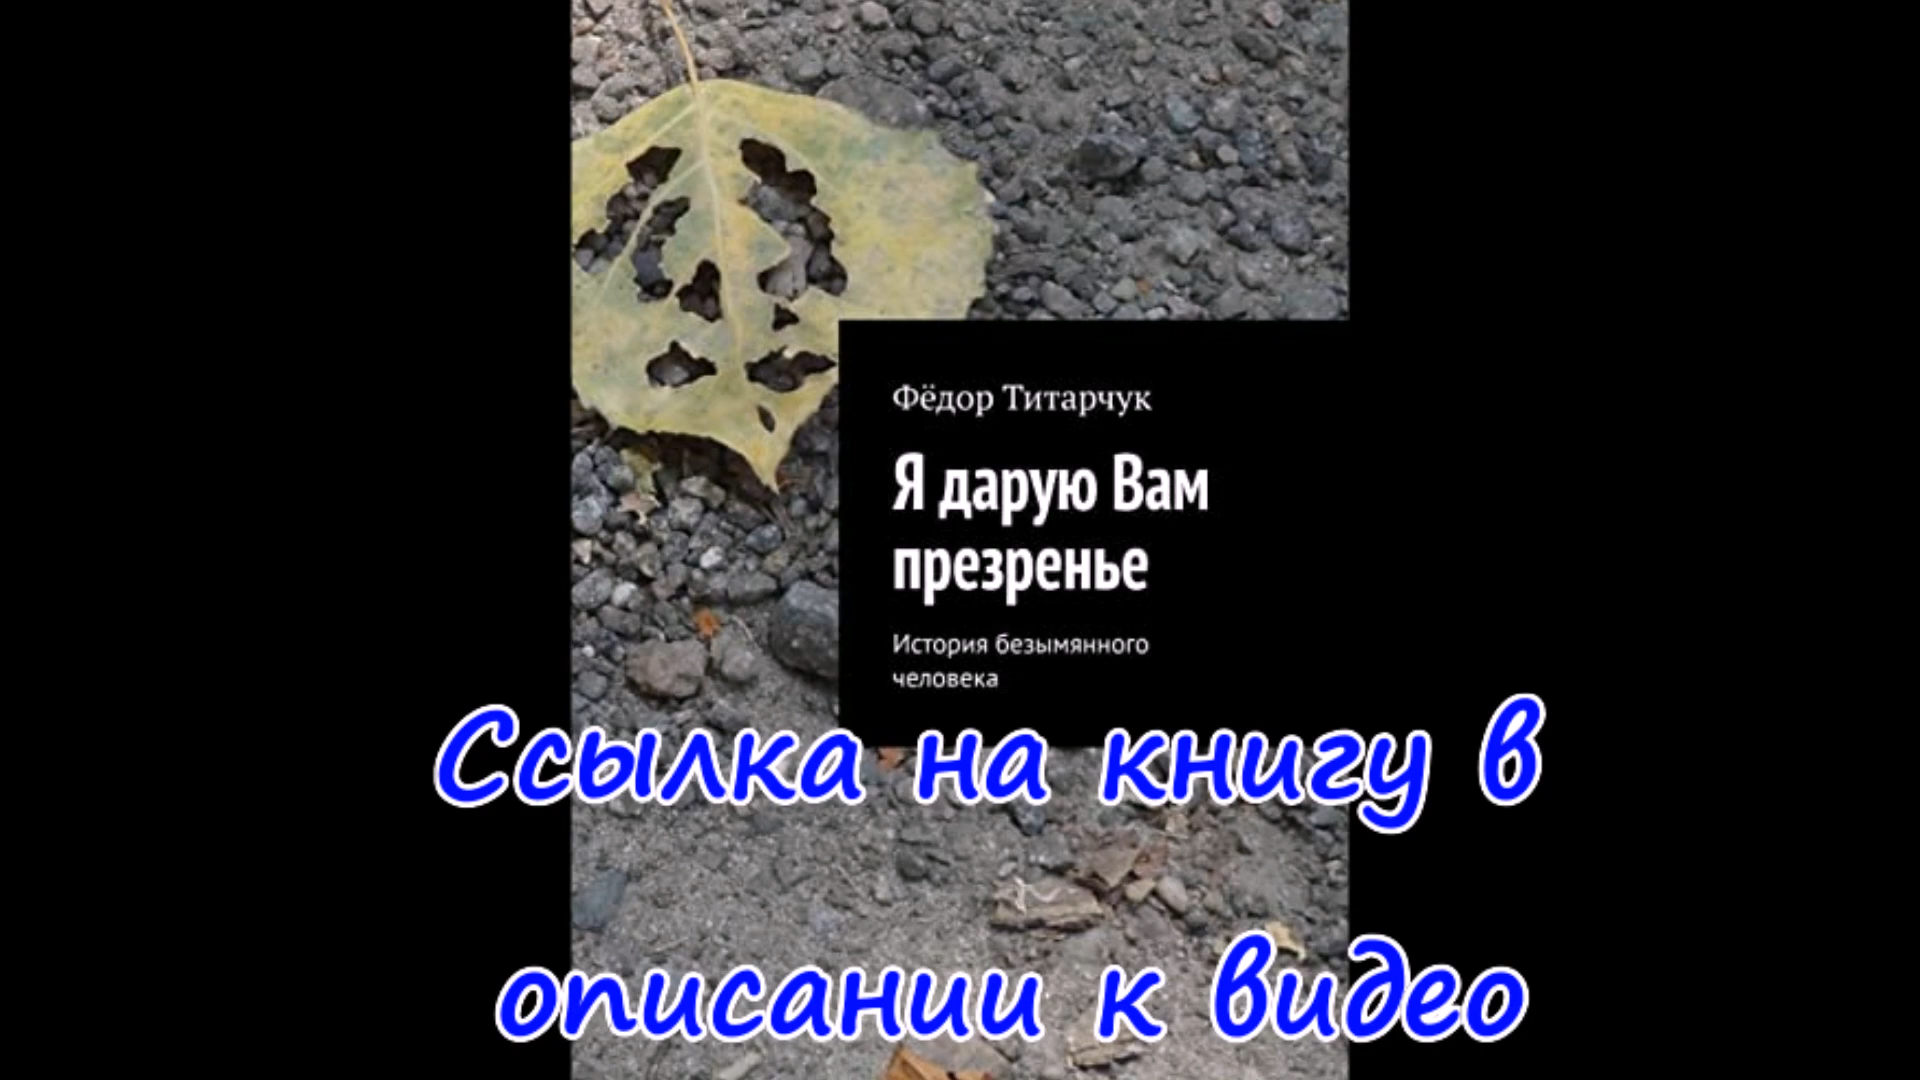 Фёдор Титарчук
Я дарую Вам
презренье
История безымянного
человека
Ссылка на книгу в
описании к видео